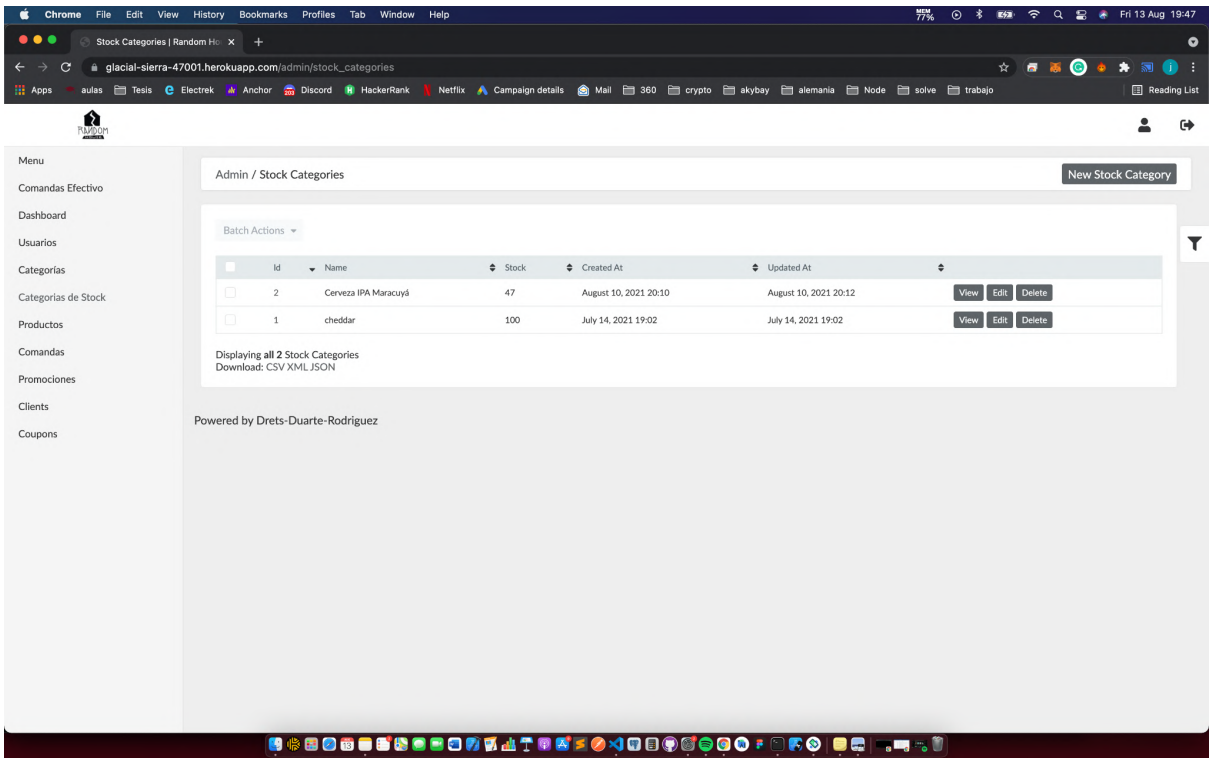 Chrome File Edit View History Bookmarks Profiles Tab Window Help MEM 77% Fri 13 Aug 19:47
Stock Categories | Random Ho
glacial-sierra-47001.herokuapp.com/admin/stock_categories
Apps aulas Tesis Electrek Anchor Discord HackerRank Netflix Campaign details Mail 360 crypto akybay alemania Node solve trabajo Reading List
RANDOM
Menu
Comandas Efectivo
Dashboard
Usuarios
Categorías
Categorias de Stock
Productos
Comandas
Promociones
Clients
Coupons
Admin / Stock Categories New Stock Category
Batch Actions
Id Name Stock Created At Updated At
2 Cerveza IPA Maracuyá 47 August 10, 2021 20:10 August 10, 2021 20:12 View Edit Delete
1 cheddar 100 July 14, 2021 19:02 July 14, 2021 19:02 View Edit Delete
Displaying all 2 Stock Categories
Download: CSV XML JSON
Powered by Drets-Duarte-Rodriguez